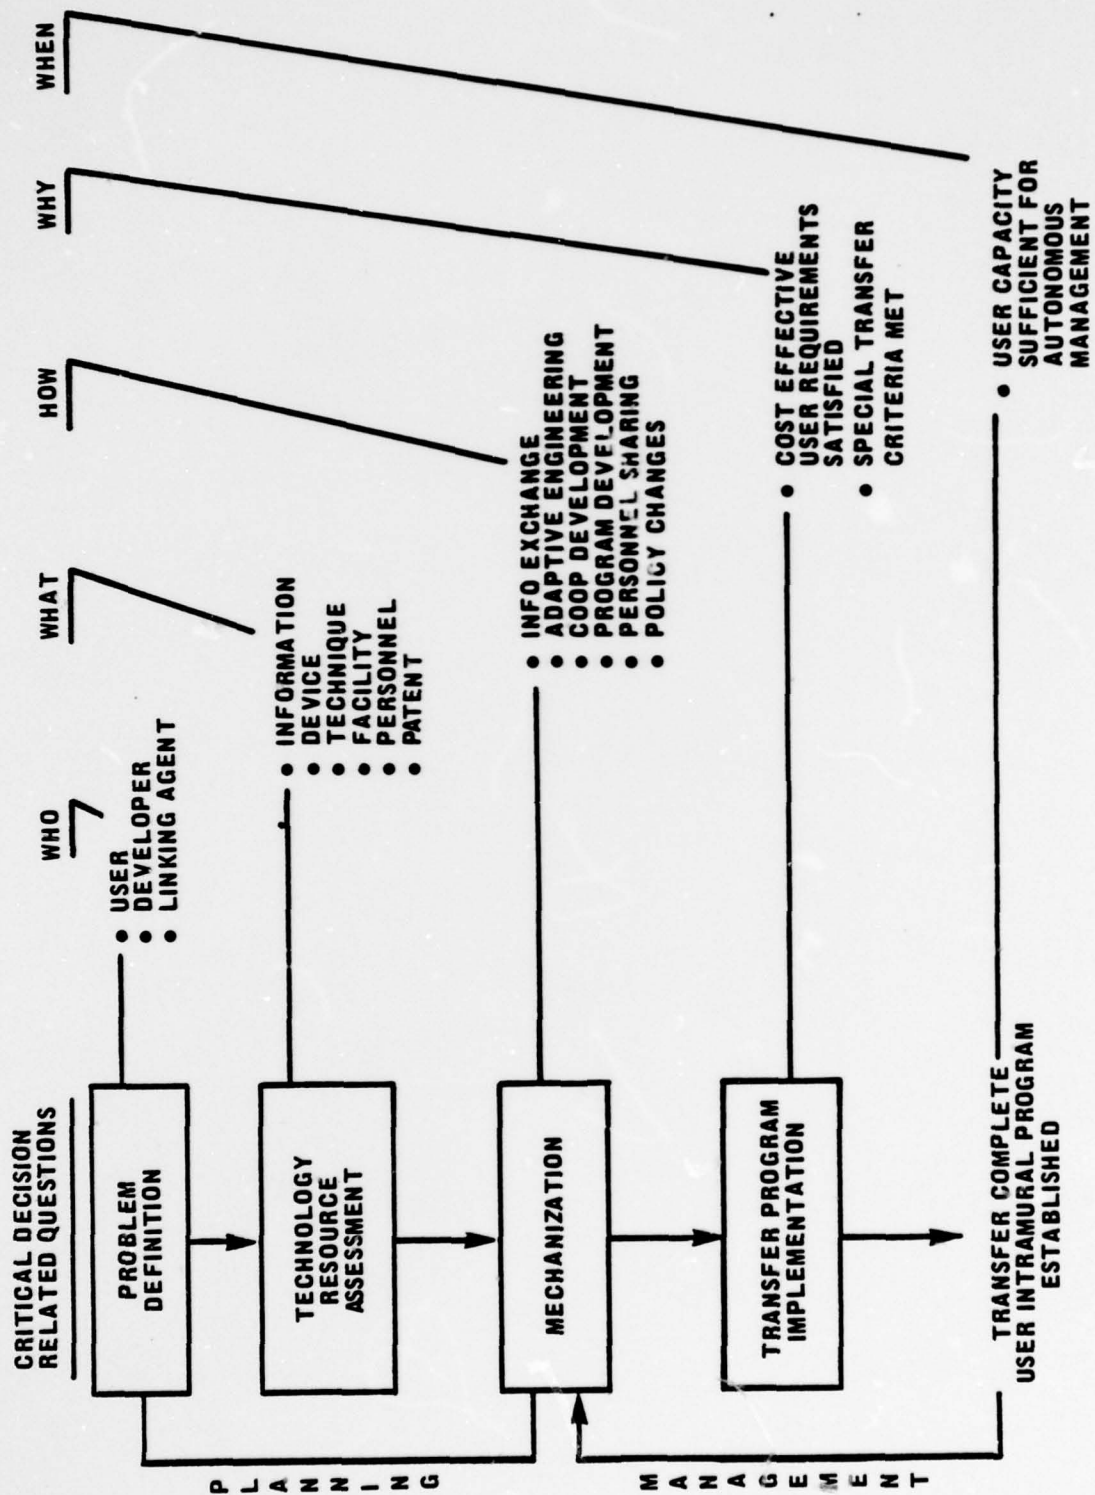 CRITICAL DECISION
RELATED QUESTIONS
WHO
WHAT
HOW
WHY
WHEN
PLANNING
PROBLEM
DEFINITION
• USER
• DEVELOPER
• LINKING AGENT
TECHNOLOGY
RESOURCE
ASSESSMENT
• INFORMATION
• DEVICE
• TECHNIQUE
• FACILITY
• PERSONNEL
• PATENT
MECHANIZATION
• INFO EXCHANGE
• ADAPTIVE ENGINEERING
• COOP DEVELOPMENT
• PROGRAM DEVELOPMENT
• PERSONNEL SHARING
• POLICY CHANGES
MANAGEMENT
TRANSFER PROGRAM
IMPLEMENTATION
• COST EFFECTIVE
USER REQUIREMENTS
SATISFIED
• SPECIAL TRANSFER
CRITERIA MET
TRANSFER COMPLETE
USER INTRAMURAL PROGRAM
ESTABLISHED
• USER CAPACITY
SUFFICIENT FOR
AUTONOMOUS
MANAGEMENT